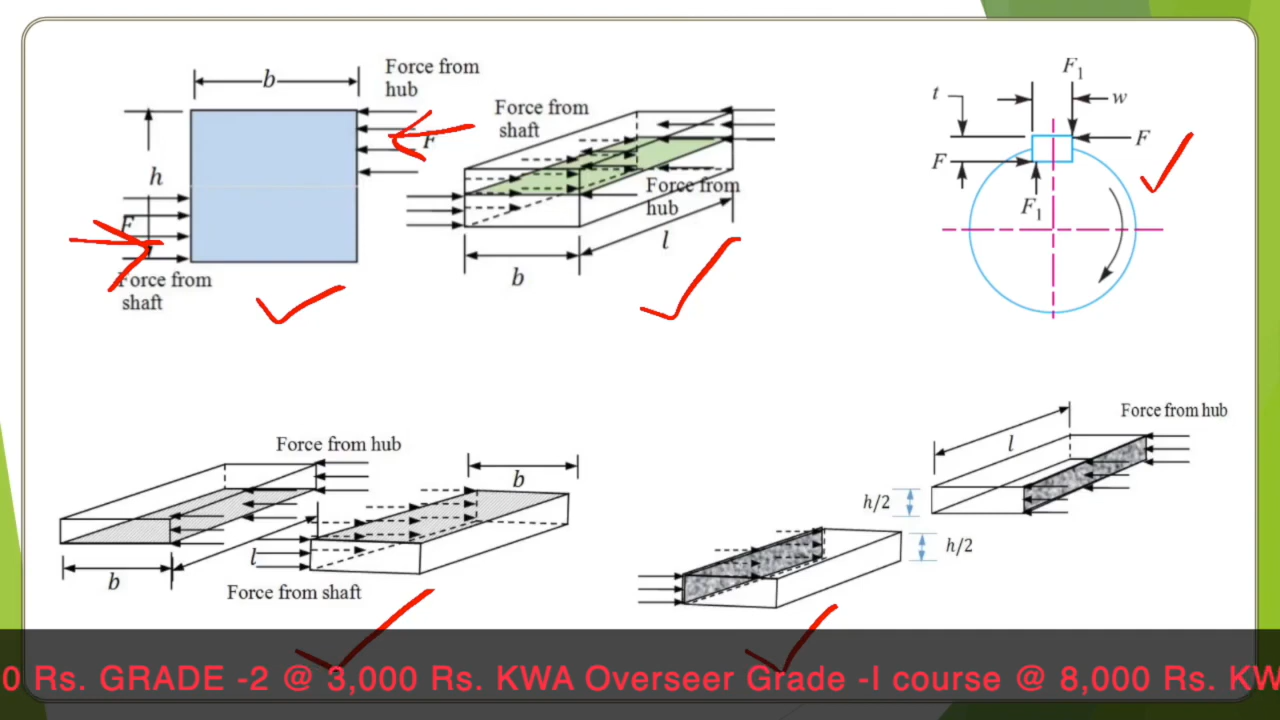 b
Force from
hub
h
F
F
Force from
shaft
Force from
shaft
Force from
hub
l
b
F₁
t
w
F
F
F₁
Force from hub
b
l
b
Force from shaft
Force from hub
l
h/2
h/2
0 Rs. GRADE -2 @ 3,000 Rs. KWA Overseer Grade -I course @ 8,000 Rs. KW